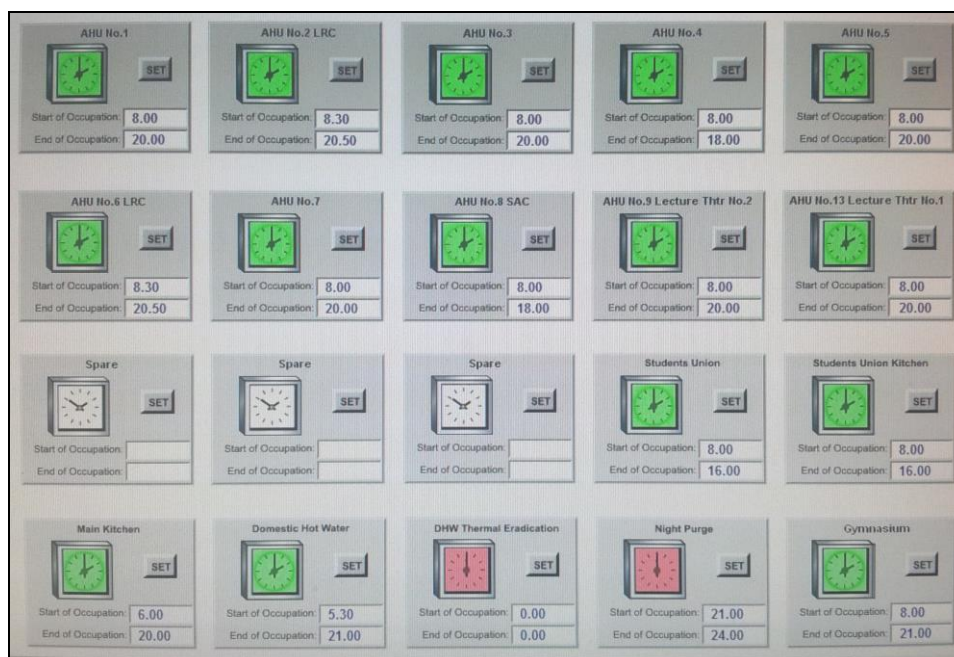 AHU No.1
SET
Start of Occupation: 8.00
End of Occupation: 20.00
AHU No.2 LRC
SET
Start of Occupation: 8.30
End of Occupation: 20.50
AHU No.3
SET
Start of Occupation: 8.00
End of Occupation: 20.00
AHU No.4
SET
Start of Occupation: 8.00
End of Occupation: 18.00
AHU No.5
SET
Start of Occupation: 8.00
End of Occupation: 20.00
AHU No.6 LRC
SET
Start of Occupation: 8.30
End of Occupation: 20.50
AHU No.7
SET
Start of Occupation: 8.00
End of Occupation: 20.00
AHU No.8 SAC
SET
Start of Occupation: 8.00
End of Occupation: 18.00
AHU No.9 Lecture Thtr No.2
SET
Start of Occupation: 8.00
End of Occupation: 20.00
AHU No.13 Lecture Thtr No.1
SET
Start of Occupation: 8.00
End of Occupation: 20.00
Spare
SET
Start of Occupation:
End of Occupation:
Spare
SET
Start of Occupation:
End of Occupation:
Spare
SET
Start of Occupation:
End of Occupation:
Students Union
SET
Start of Occupation: 8.00
End of Occupation: 16.00
Students Union Kitchen
SET
Start of Occupation: 8.00
End of Occupation: 16.00
Main Kitchen
SET
Start of Occupation: 6.00
End of Occupation: 20.00
Domestic Hot Water
SET
Start of Occupation: 5.30
End of Occupation: 21.00
DHW Thermal Eradication
SET
Start of Occupation: 0.00
End of Occupation: 0.00
Night Purge
SET
Start of Occupation: 21.00
End of Occupation: 24.00
Gymnasium
SET
Start of Occupation: 8.00
End of Occupation: 21.00